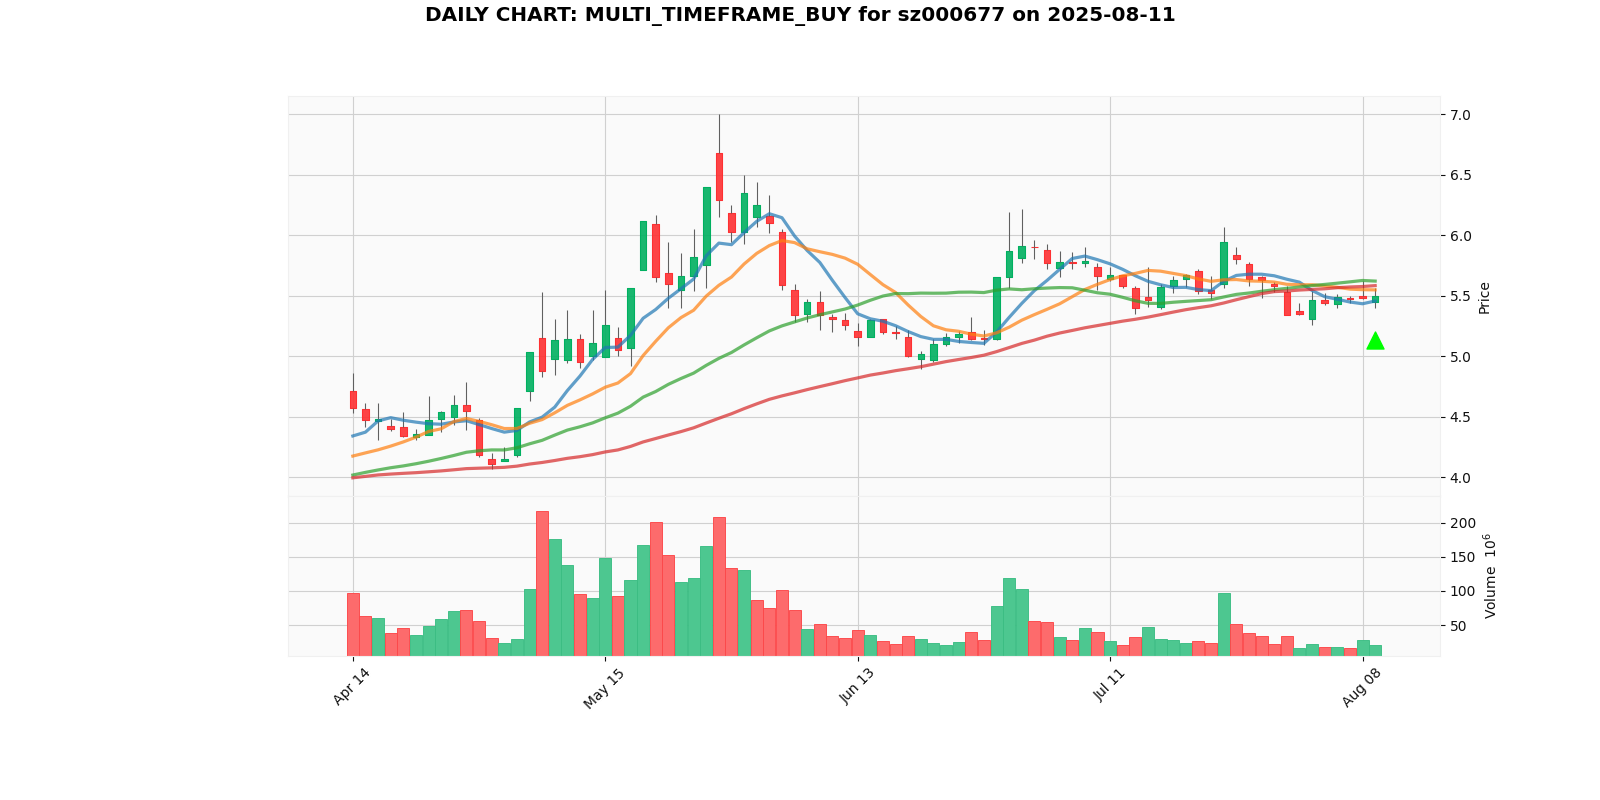 DAILY CHART: MULTI_TIMEFRAME_BUY for sz000677 on 2025-08-11
7.0
6.5
6.0
5.5
5.0
4.5
4.0
Price
200
150
100
50
Volume 10⁶
Apr 14
May 15
Jun 13
Jul 11
Aug 08